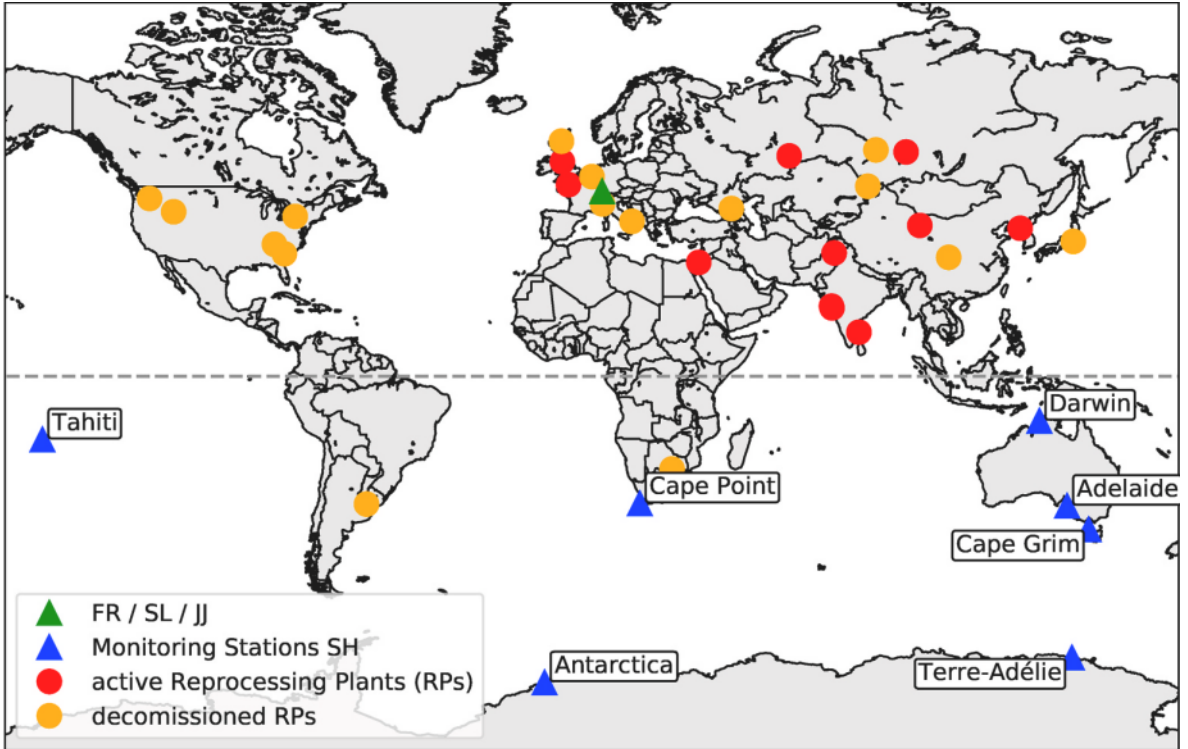 Tahiti
Darwin
Cape Point
Adelaide
Cape Grim
Antarctica
Terre-Adélie
FR / SL / JJ
Monitoring Stations SH
active Reprocessing Plants (RPs)
decomissioned RPs